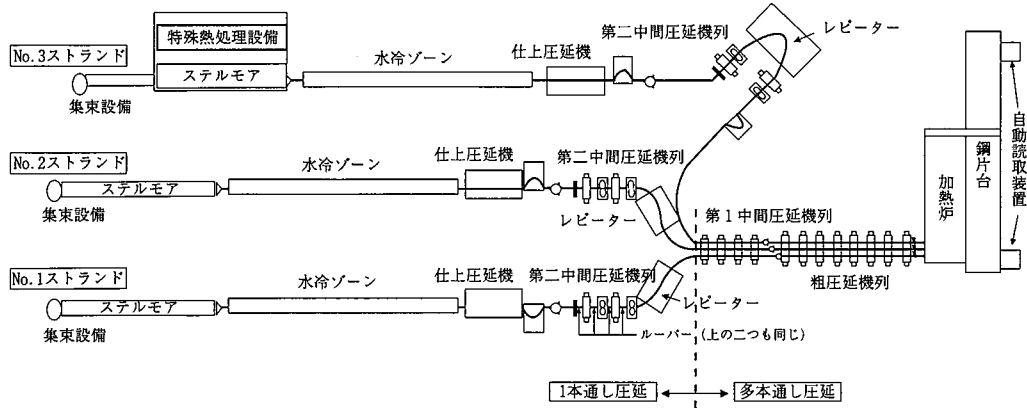 特殊熱処理設備
No.3ストランド
ステルモア
集束設備
水冷ゾーン
仕上圧延機
第二中間圧延機列
レピーター
No.2ストランド
ステルモア
集束設備
水冷ゾーン
仕上圧延機
第二中間圧延機列
レピーター
第1中間圧延機列
粗圧延機列
加熱炉
鋼片台
自動読取装置
No.1ストランド
ステルモア
集束設備
水冷ゾーン
仕上圧延機
第二中間圧延機列
レピーター
ルーパー(上の二つも同じ)
1本通し圧延
多本通し圧延